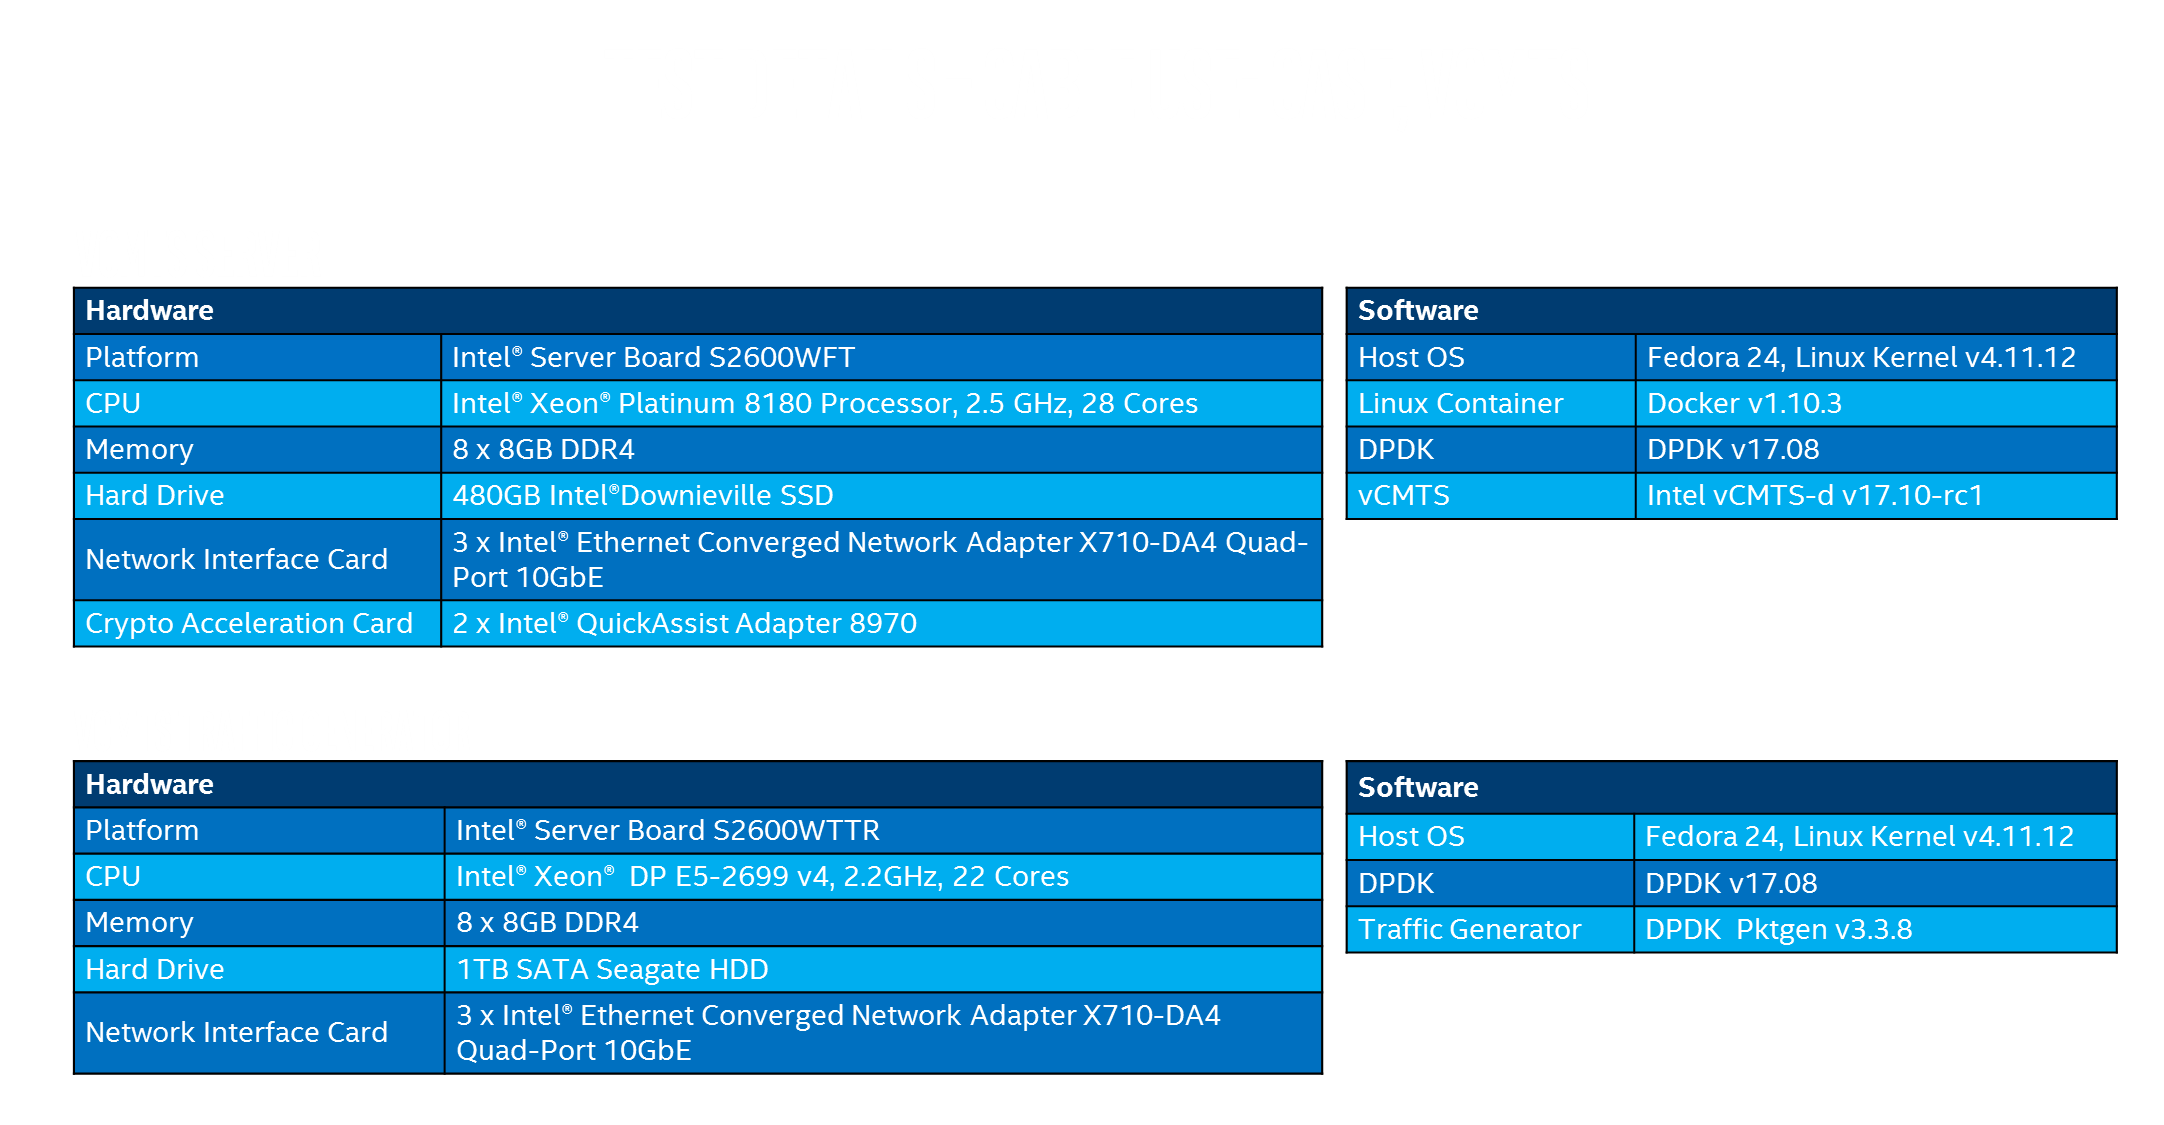 Hardware
Platform Intel® Server Board S2600WFT
CPU Intel® Xeon® Platinum 8180 Processor, 2.5 GHz, 28 Cores
Memory 8 x 8GB DDR4
Hard Drive 480GB Intel®Downieville SSD
Network Interface Card 3 x Intel® Ethernet Converged Network Adapter X710-DA4 Quad-
Port 10GbE
Crypto Acceleration Card 2 x Intel® QuickAssist Adapter 8970
Software
Host OS Fedora 24, Linux Kernel v4.11.12
Linux Container Docker v1.10.3
DPDK DPDK v17.08
vCMTS Intel vCMTS-d v17.10-rc1
Hardware
Platform Intel® Server Board S2600WTTR
CPU Intel® Xeon® DP E5-2699 v4, 2.2GHz, 22 Cores
Memory 8 x 8GB DDR4
Hard Drive 1TB SATA Seagate HDD
Network Interface Card 3 x Intel® Ethernet Converged Network Adapter X710-DA4
Quad-Port 10GbE
Software
Host OS Fedora 24, Linux Kernel v4.11.12
DPDK DPDK v17.08
Traffic Generator DPDK Pktgen v3.3.8